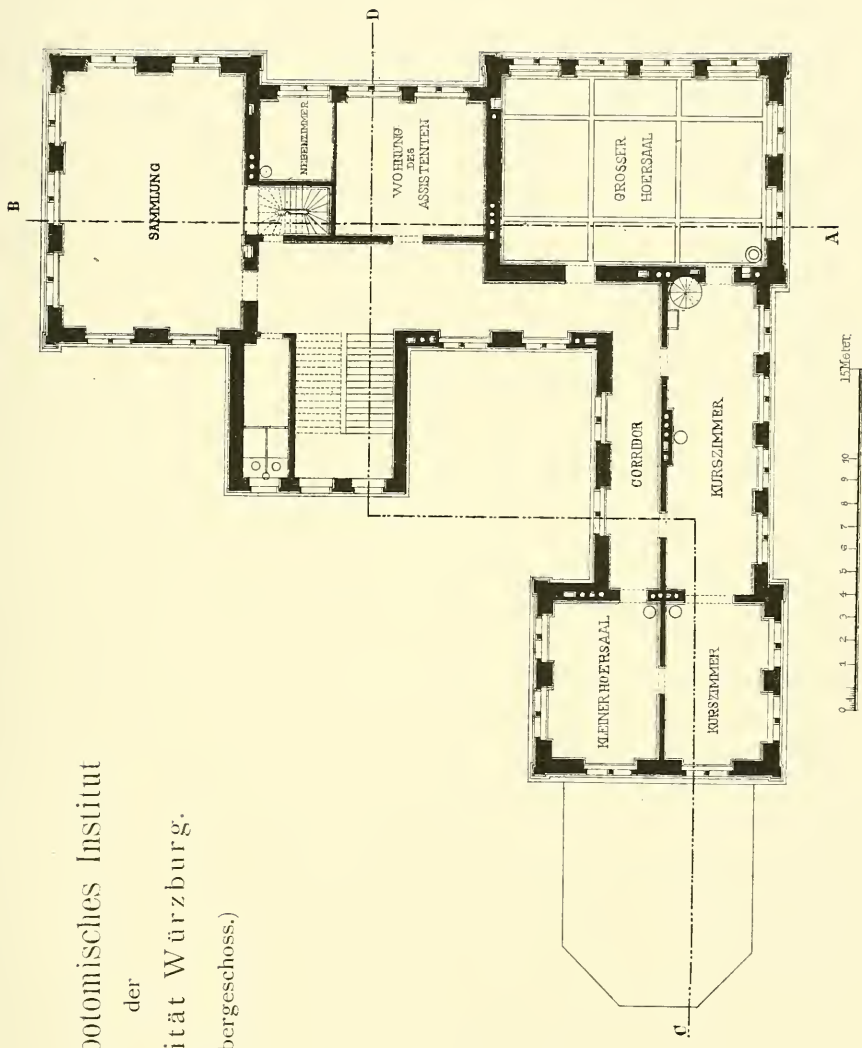 ootomisches Institut
der
ität Würzburg.
bergeschoss.)
B
D
SAMMLUNG
NEBENZIMMER
WOHNUNG
DES
ASSISTENTEN
GROSSER
HOERSAAL
A
CORRIDOR
KURSZIMMER
KLEINER HOERSAAL
KURSZIMMER
C
0 1 2 3 4 5 6 7 8 9 10 15 Meter.